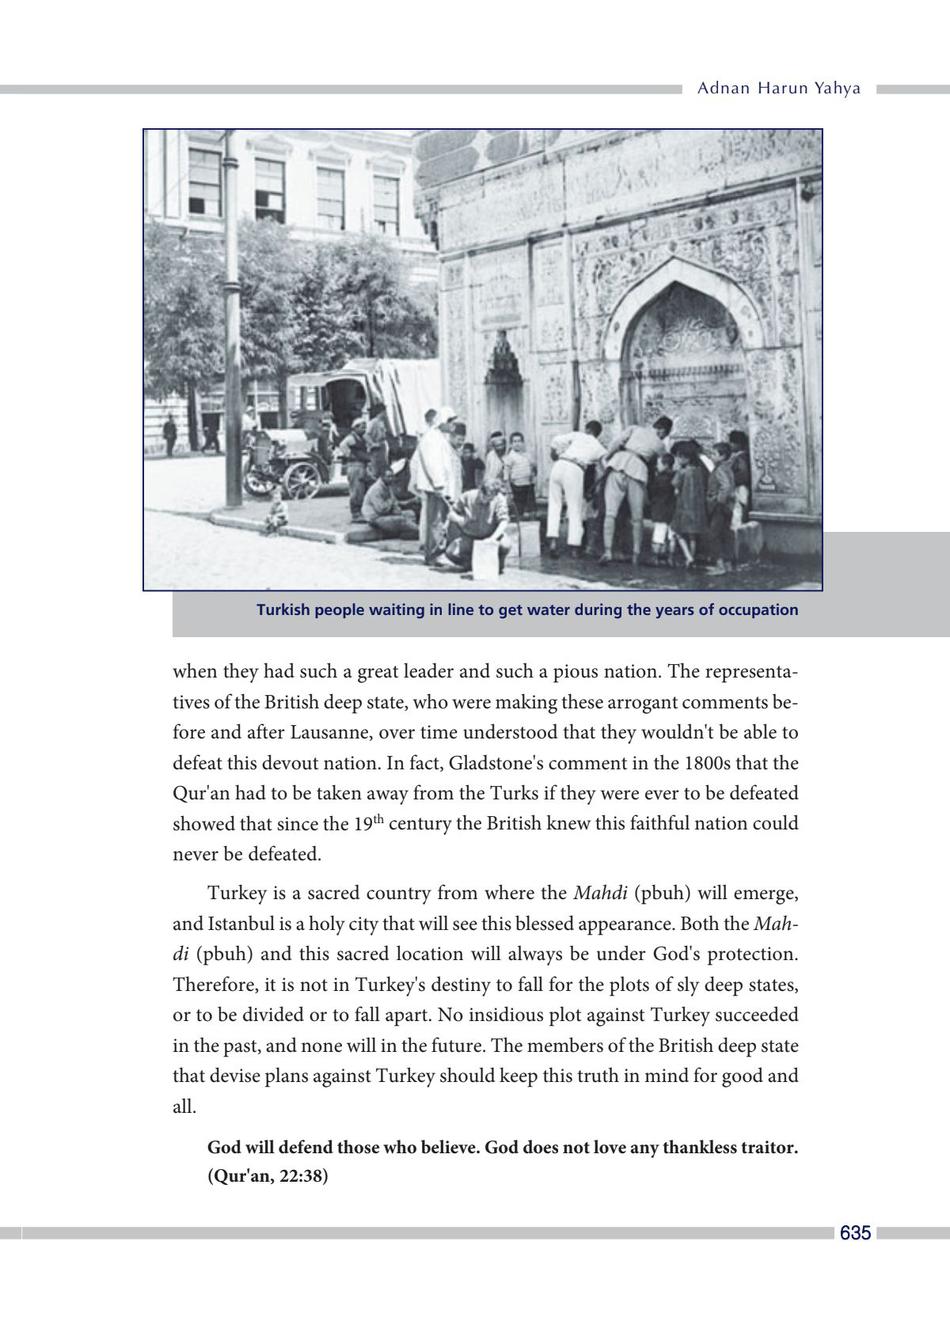 Adnan Harun Yahya
Turkish people waiting in line to get water during the years of occupation
when they had such a great leader and such a pious nation. The representa-
tives of the British deep state, who were making these arrogant comments be-
fore and after Lausanne, over time understood that they wouldn't be able to
defeat this devout nation. In fact, Gladstone's comment in the 1800s that the
Qur'an had to be taken away from the Turks if they were ever to be defeated
showed that since the 19th century the British knew this faithful nation could
never be defeated.
Turkey is a sacred country from where the Mahdi (pbuh) will emerge,
and Istanbul is a holy city that will see this blessed appearance. Both the Mah-
di (pbuh) and this sacred location will always be under God's protection.
Therefore, it is not in Turkey's destiny to fall for the plots of sly deep states,
or to be divided or to fall apart. No insidious plot against Turkey succeeded
in the past, and none will in the future. The members of the British deep state
that devise plans against Turkey should keep this truth in mind for good and
all.
God will defend those who believe. God does not love any thankless traitor.
(Qur'an, 22:38)
635